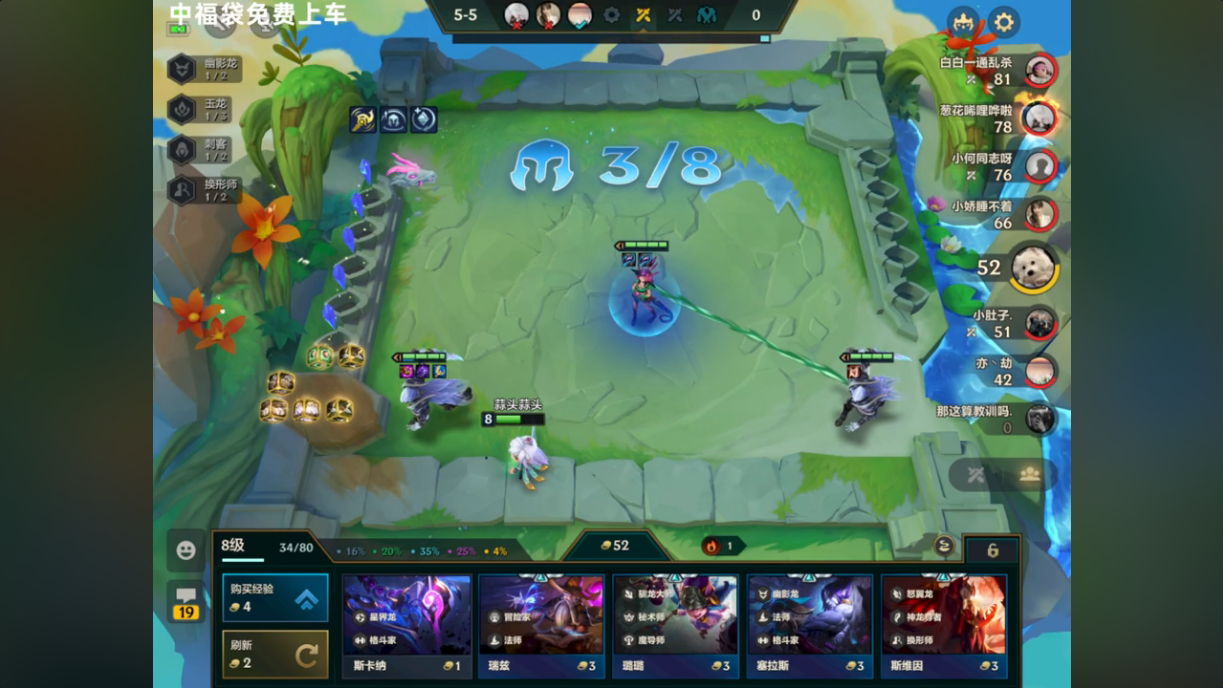 中福袋免费上车
5-5
0
幽影龙
1/2
玉龙
1/3
刺客
1/2
换形师
1/2
3/8
白白一通乱杀
81
葱花唏哩哗啦
78
小何同志呀
76
小娇睡不着
66
52
小肚子.
51
亦丶劫
42
那这算教训吗.
0
蒜头蒜头
8
8级
34/80
16% 20% 35% 25% 4%
52
1
6
购买经验
4
刷新
2
19
星界龙
格斗家
斯卡纳
1
冒险家
法师
瑞兹
3
驯龙大师
秘术师
魔导师
璐璐
3
幽影龙
法师
格斗家
塞拉斯
3
怒翼龙
神龙尊者
换形师
斯维因
3